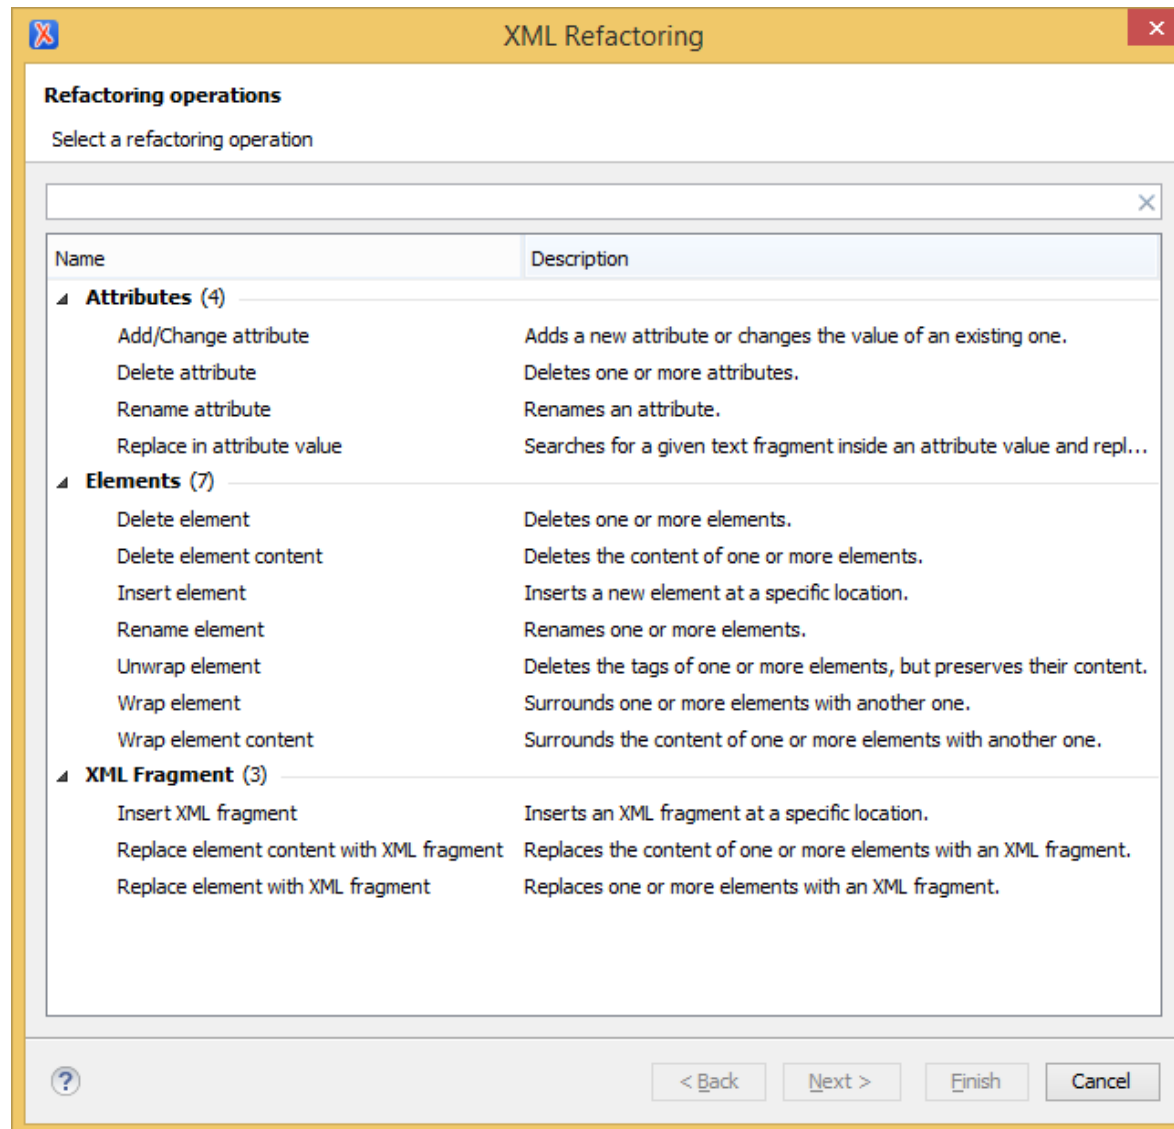 XML Refactoring
Refactoring operations
Select a refactoring operation
Name Description
Attributes (4)
Add/Change attribute Adds a new attribute or changes the value of an existing one.
Delete attribute Deletes one or more attributes.
Rename attribute Renames an attribute.
Replace in attribute value Searches for a given text fragment inside an attribute value and repl...
Elements (7)
Delete element Deletes one or more elements.
Delete element content Deletes the content of one or more elements.
Insert element Inserts a new element at a specific location.
Rename element Renames one or more elements.
Unwrap element Deletes the tags of one or more elements, but preserves their content.
Wrap element Surrounds one or more elements with another one.
Wrap element content Surrounds the content of one or more elements with another one.
XML Fragment (3)
Insert XML fragment Inserts an XML fragment at a specific location.
Replace element content with XML fragment Replaces the content of one or more elements with an XML fragment.
Replace element with XML fragment Replaces one or more elements with an XML fragment.
? < Back Next > Finish Cancel